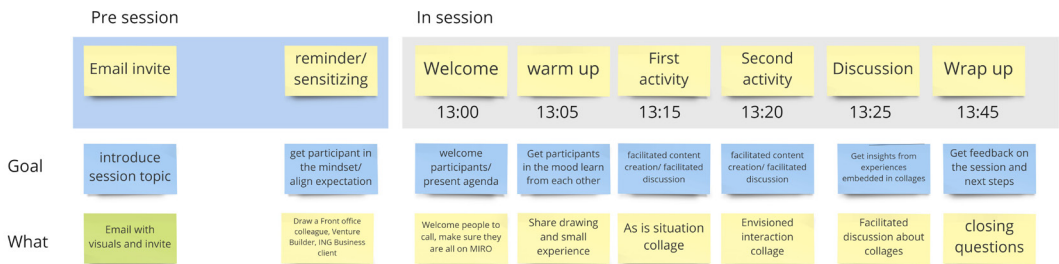 Pre session
In session
Email invite
reminder/
sensitizing
Welcome
warm up
First
activity
Second
activity
Discussion
Wrap up
13:00
13:05
13:15
13:20
13:25
13:45
Goal
introduce
session topic
get participant in
the mindset/
align expectation
welcome
participants/
present agenda
Get participants
in the mood learn
from each other
facilitated content
creation/ facilitated
discussion
facilitated content
creation/ facilitated
discussion
Get insights from
experiences
embedded in collages
Get feedback on
the session and
next steps
What
Email with
visuals and invite
Draw a Front office
colleague, Venture
Builder, ING Business
client
Welcome people to
call, make sure they
are all on MIRO
Share drawing
and small
experience
As is situation
collage
Envisioned
interaction
collage
Facilitated
discussion about
collages
closing
questions